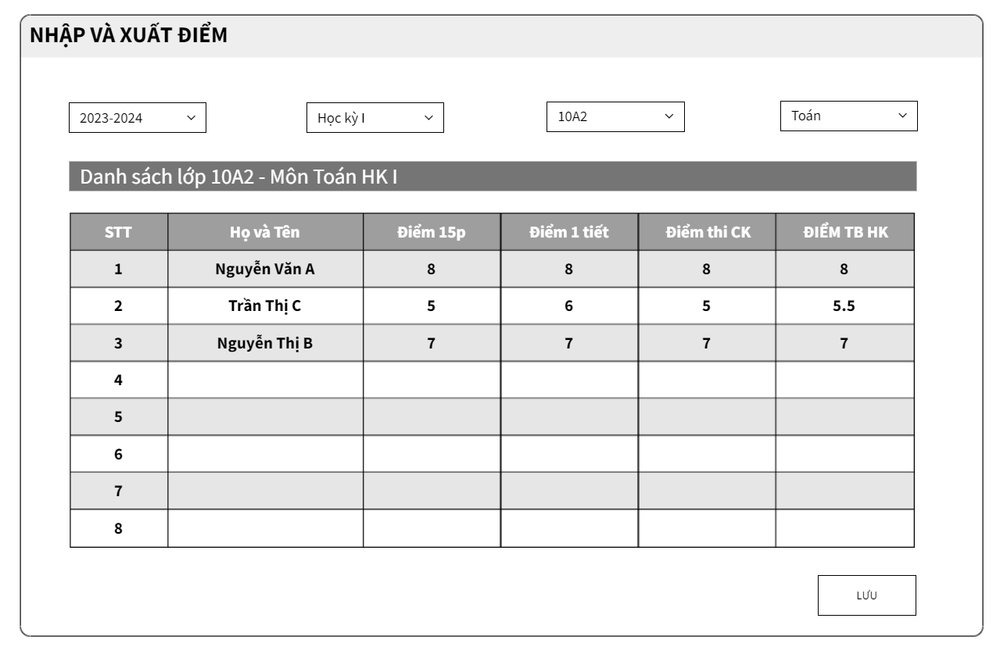 NHẬP VÀ XUẤT ĐIỂM
2023-2024 Học kỳ I 10A2 Toán
Danh sách lớp 10A2 - Môn Toán HK I
STT Họ và Tên Điểm 15p Điểm 1 tiết Điểm thi CK ĐIỂM TB HK
1 Nguyễn Văn A 8 8 8 8
2 Trần Thị C 5 6 5 5.5
3 Nguyễn Thị B 7 7 7 7
4
5
6
7
8
LƯU